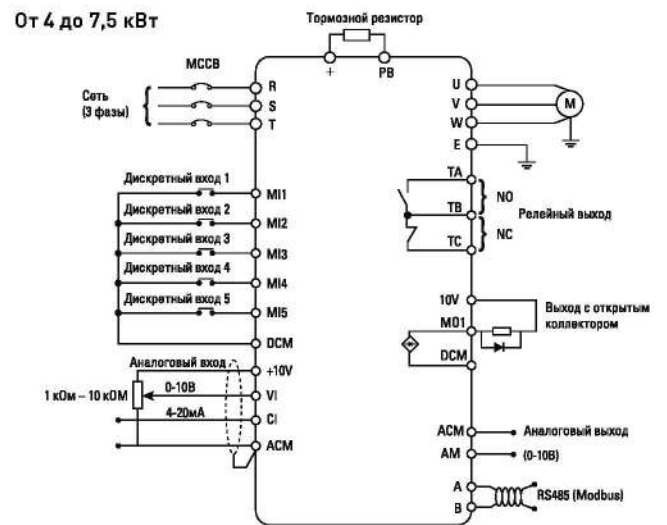 От 4 до 7,5 кВт
Тормозной резистор
+ PB
MCCB
Сеть
(3 фазы)
R
S
T
U
V
W
E
M
Дискретный вход 1
MI1
Дискретный вход 2
MI2
Дискретный вход 3
MI3
Дискретный вход 4
MI4
Дискретный вход 5
MI5
DCM
TA
TB
TC
NO
NC
Релейный выход
10V
MO1
DCM
Выход с открытым
коллектором
Аналоговый вход
+10V
1 кОм – 10 кОМ
0-10В
VI
4-20мА
CI
ACM
ACM
Аналоговый выход
AM
(0-10В)
A
B
RS485 (Modbus)